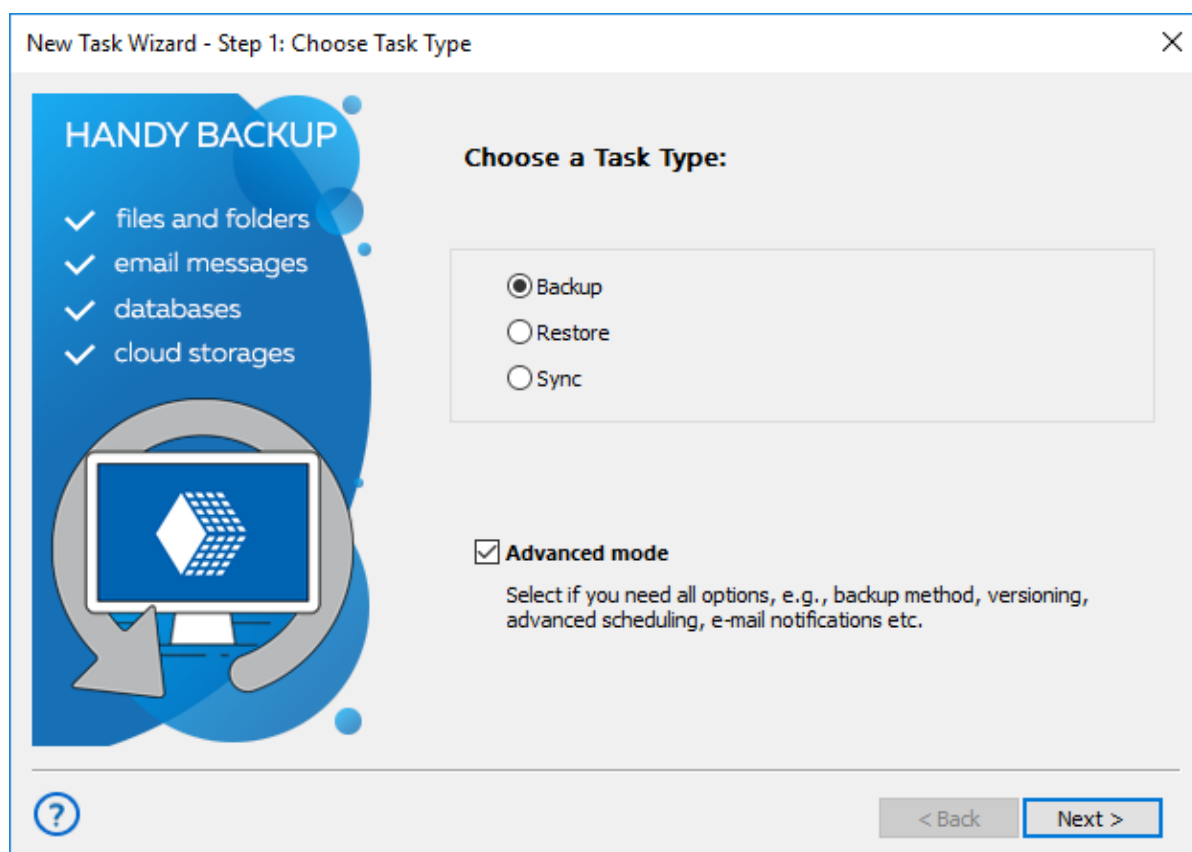 New Task Wizard - Step 1: Choose Task Type
HANDY BACKUP
files and folders
email messages
databases
cloud storages
Choose a Task Type:
Backup
Restore
Sync
Advanced mode
Select if you need all options, e.g., backup method, versioning,
advanced scheduling, e-mail notifications etc.
?
< Back
Next >